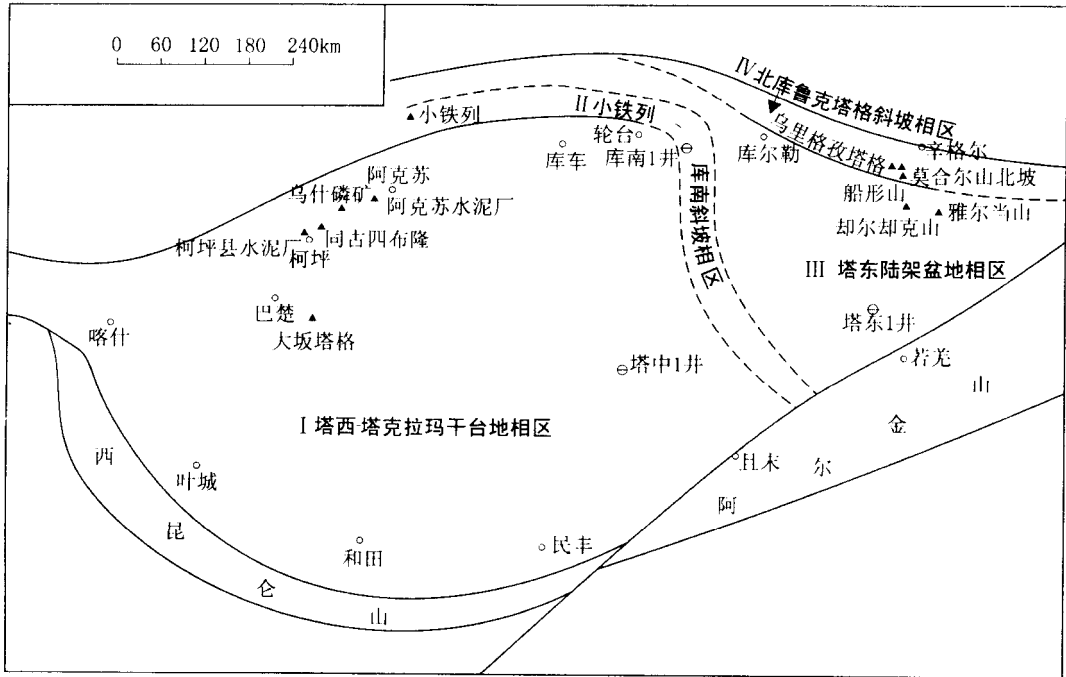 0 60 120 180 240km
IV北库鲁克塔格斜坡相区
小铁列
II小铁列
轮台
库车
库南1井
库尔勒
乌里格孜塔格
辛格尔
莫合尔山北坡
船形山
却尔却克山
雅尔当山
阿克苏
乌什磷矿
阿克苏水泥厂
柯坪县水泥厂
同古四布隆
柯坪
库南斜坡相区
III 塔东陆架盆地相区
巴楚
大坂塔格
喀什
塔东1井
塔中1井
若羌
I塔西-塔克拉玛干台地相区
叶城
且末
和田
民丰
西昆仑山
阿尔金山